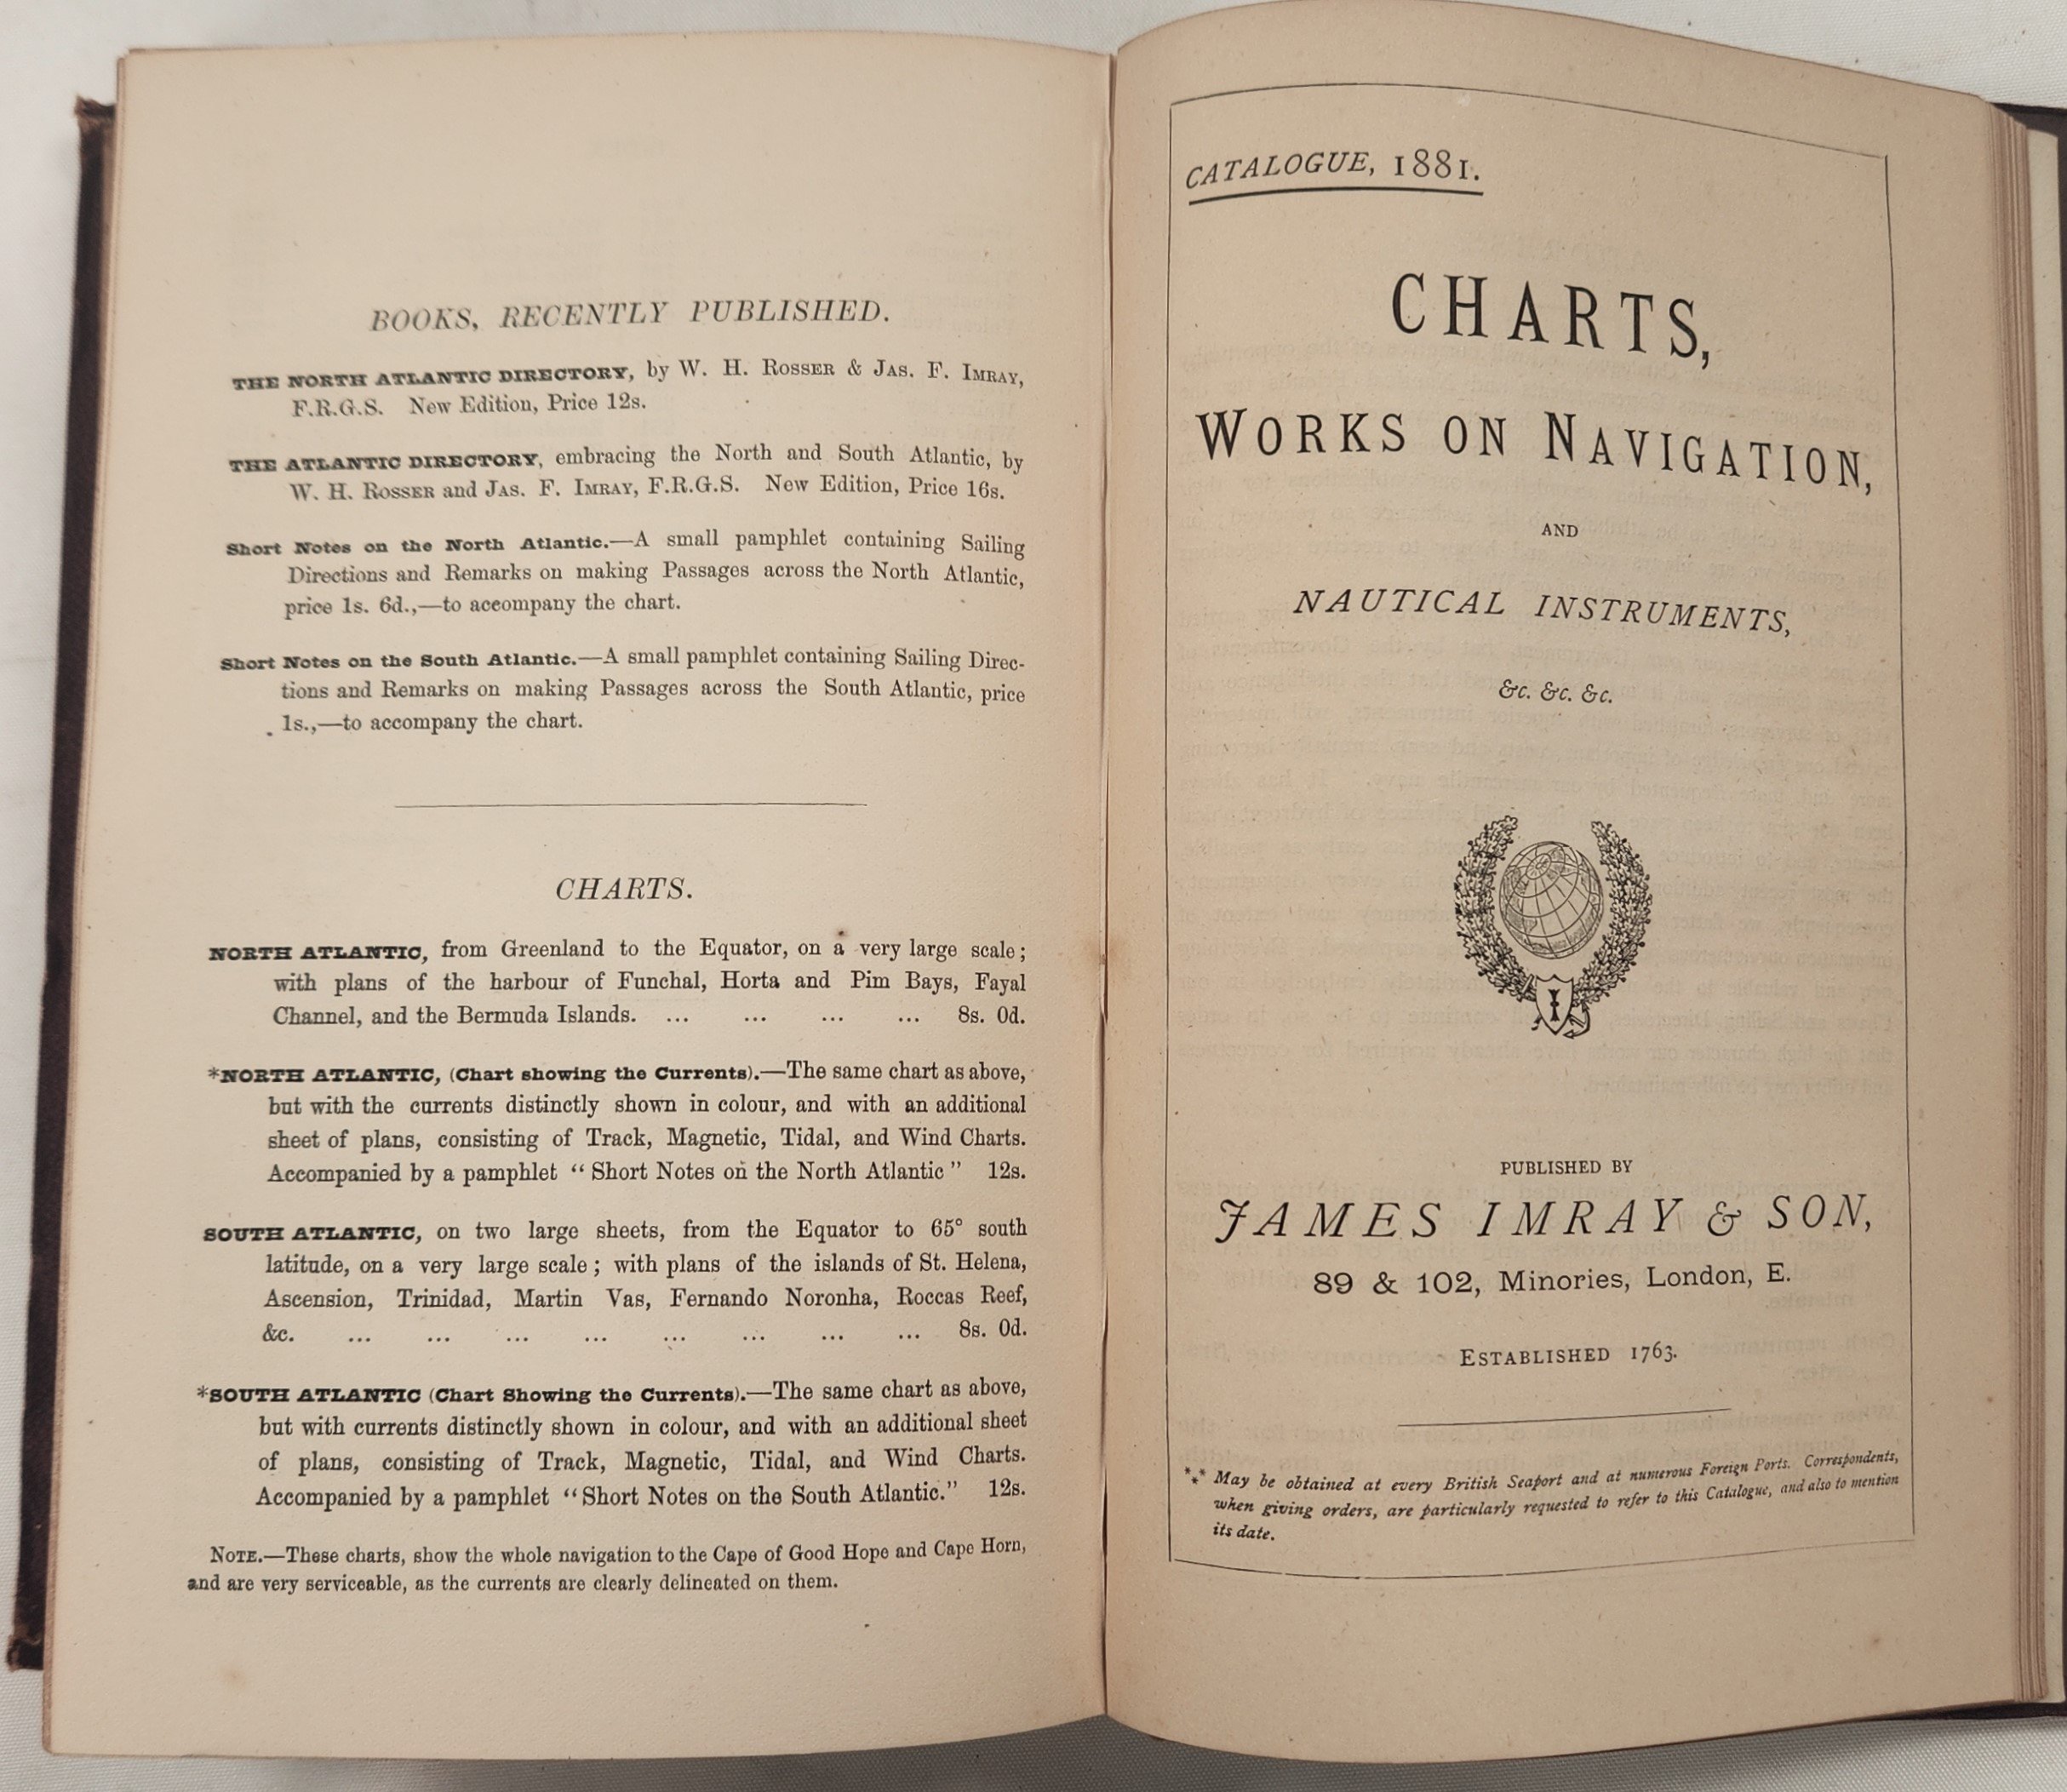 BOOKS, RECENTLY PUBLISHED.
THE NORTH ATLANTIC DIRECTORY, by W. H. ROSSER & JAS. F. IMRAY,
F.R.G.S. New Edition, Price 12s.
THE ATLANTIC DIRECTORY, embracing the North and South Atlantic, by
W. H. ROSSER and JAS. F. IMRAY, F.R.G.S. New Edition, Price 16s.
Short Notes on the North Atlantic.—A small pamphlet containing Sailing
Directions and Remarks on making Passages across the North Atlantic,
price 1s. 6d.,—to aceompany the chart.
Short Notes on the South Atlantic.—A small pamphlet containing Sailing Direc-
tions and Remarks on making Passages across the South Atlantic, price
1s.,—to accompany the chart.
CHARTS.
NORTH ATLANTIC, from Greenland to the Equator, on a very large scale;
with plans of the harbour of Funchal, Horta and Pim Bays, Fayal
Channel, and the Bermuda Islands. ... ... ... ... 8s. 0d.
*NORTH ATLANTIC, (Chart showing the Currents).—The same chart as above,
but with the currents distinctly shown in colour, and with an additional
sheet of plans, consisting of Track, Magnetic, Tidal, and Wind Charts.
Accompanied by a pamphlet "Short Notes on the North Atlantic" 12s.
SOUTH ATLANTIC, on two large sheets, from the Equator to 65° south
latitude, on a very large scale; with plans of the islands of St. Helena,
Ascension, Trinidad, Martin Vas, Fernando Noronha, Roccas Reef,
&c. ... ... ... ... ... ... ... ... 8s. 0d.
*SOUTH ATLANTIC (Chart Showing the Currents).—The same chart as above,
but with currents distinctly shown in colour, and with an additional sheet
of plans, consisting of Track, Magnetic, Tidal, and Wind Charts.
Accompanied by a pamphlet "Short Notes on the South Atlantic." 12s.
NOTE.—These charts, show the whole navigation to the Cape of Good Hope and Cape Horn,
and are very serviceable, as the currents are clearly delineated on them.
CATALOGUE, 1881.
CHARTS,
WORKS ON NAVIGATION,
AND
NAUTICAL INSTRUMENTS,
&c. &c. &c.
PUBLISHED BY
JAMES IMRAY & SON,
89 & 102, Minories, London, E.
ESTABLISHED 1763.
*** May be obtained at every British Seaport and at numerous Foreign Ports. Correspondents,
when giving orders, are particularly requested to refer to this Catalogue, and also to mention
its date.